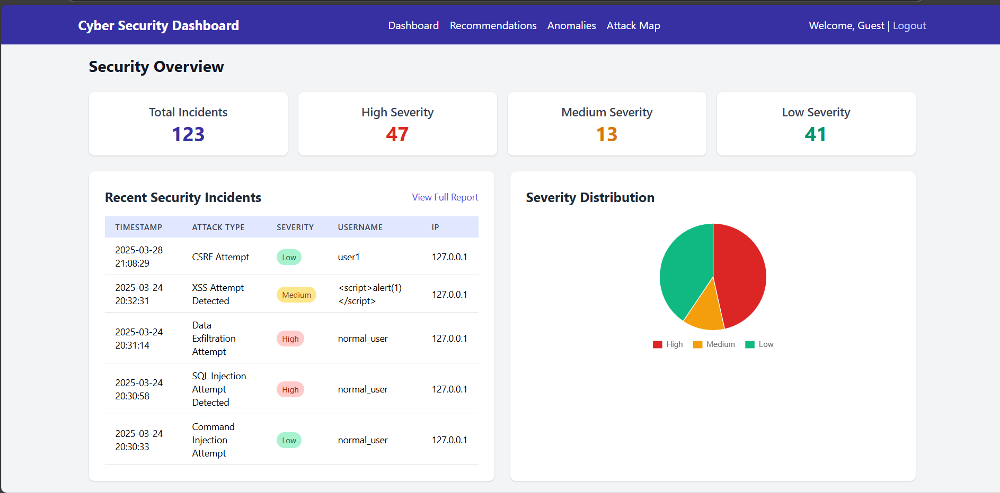 Cyber Security Dashboard
Dashboard Recommendations Anomalies Attack Map
Welcome, Guest | Logout
Security Overview
Total Incidents
123
High Severity
47
Medium Severity
13
Low Severity
41
Recent Security Incidents
View Full Report
TIMESTAMP ATTACK TYPE SEVERITY USERNAME IP
2025-03-28
21:08:29
CSRF Attempt
Low
user1
127.0.0.1
2025-03-24
20:32:31
XSS Attempt
Detected
Medium
<script>alert(1)
</script>
127.0.0.1
2025-03-24
20:31:14
Data
Exfiltration
Attempt
High
normal_user
127.0.0.1
2025-03-24
20:30:58
SQL Injection
Attempt
Detected
High
normal_user
127.0.0.1
2025-03-24
20:30:33
Command
Injection
Attempt
Low
normal_user
127.0.0.1
Severity Distribution
High Medium Low